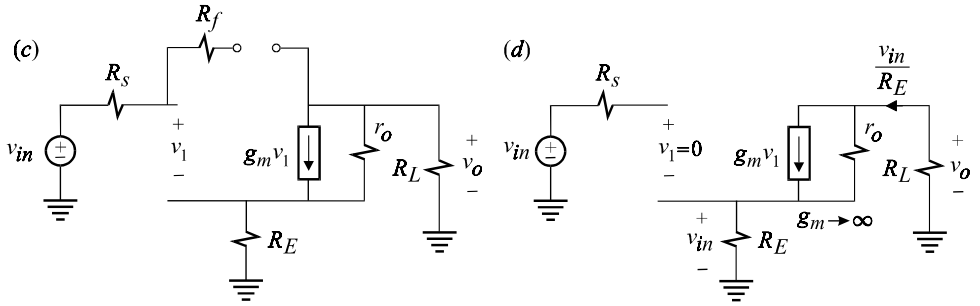 (c)
R_f
R_s
v_in
+
v_1
−
g_m v_1
r_o
R_L
+
v_o
−
R_E
(d)
R_s
v_in
+
v_1=0
−
g_m v_1
r_o
v_in
R_E
R_L
+
v_o
−
g_m→∞
+
v_in
−
R_E